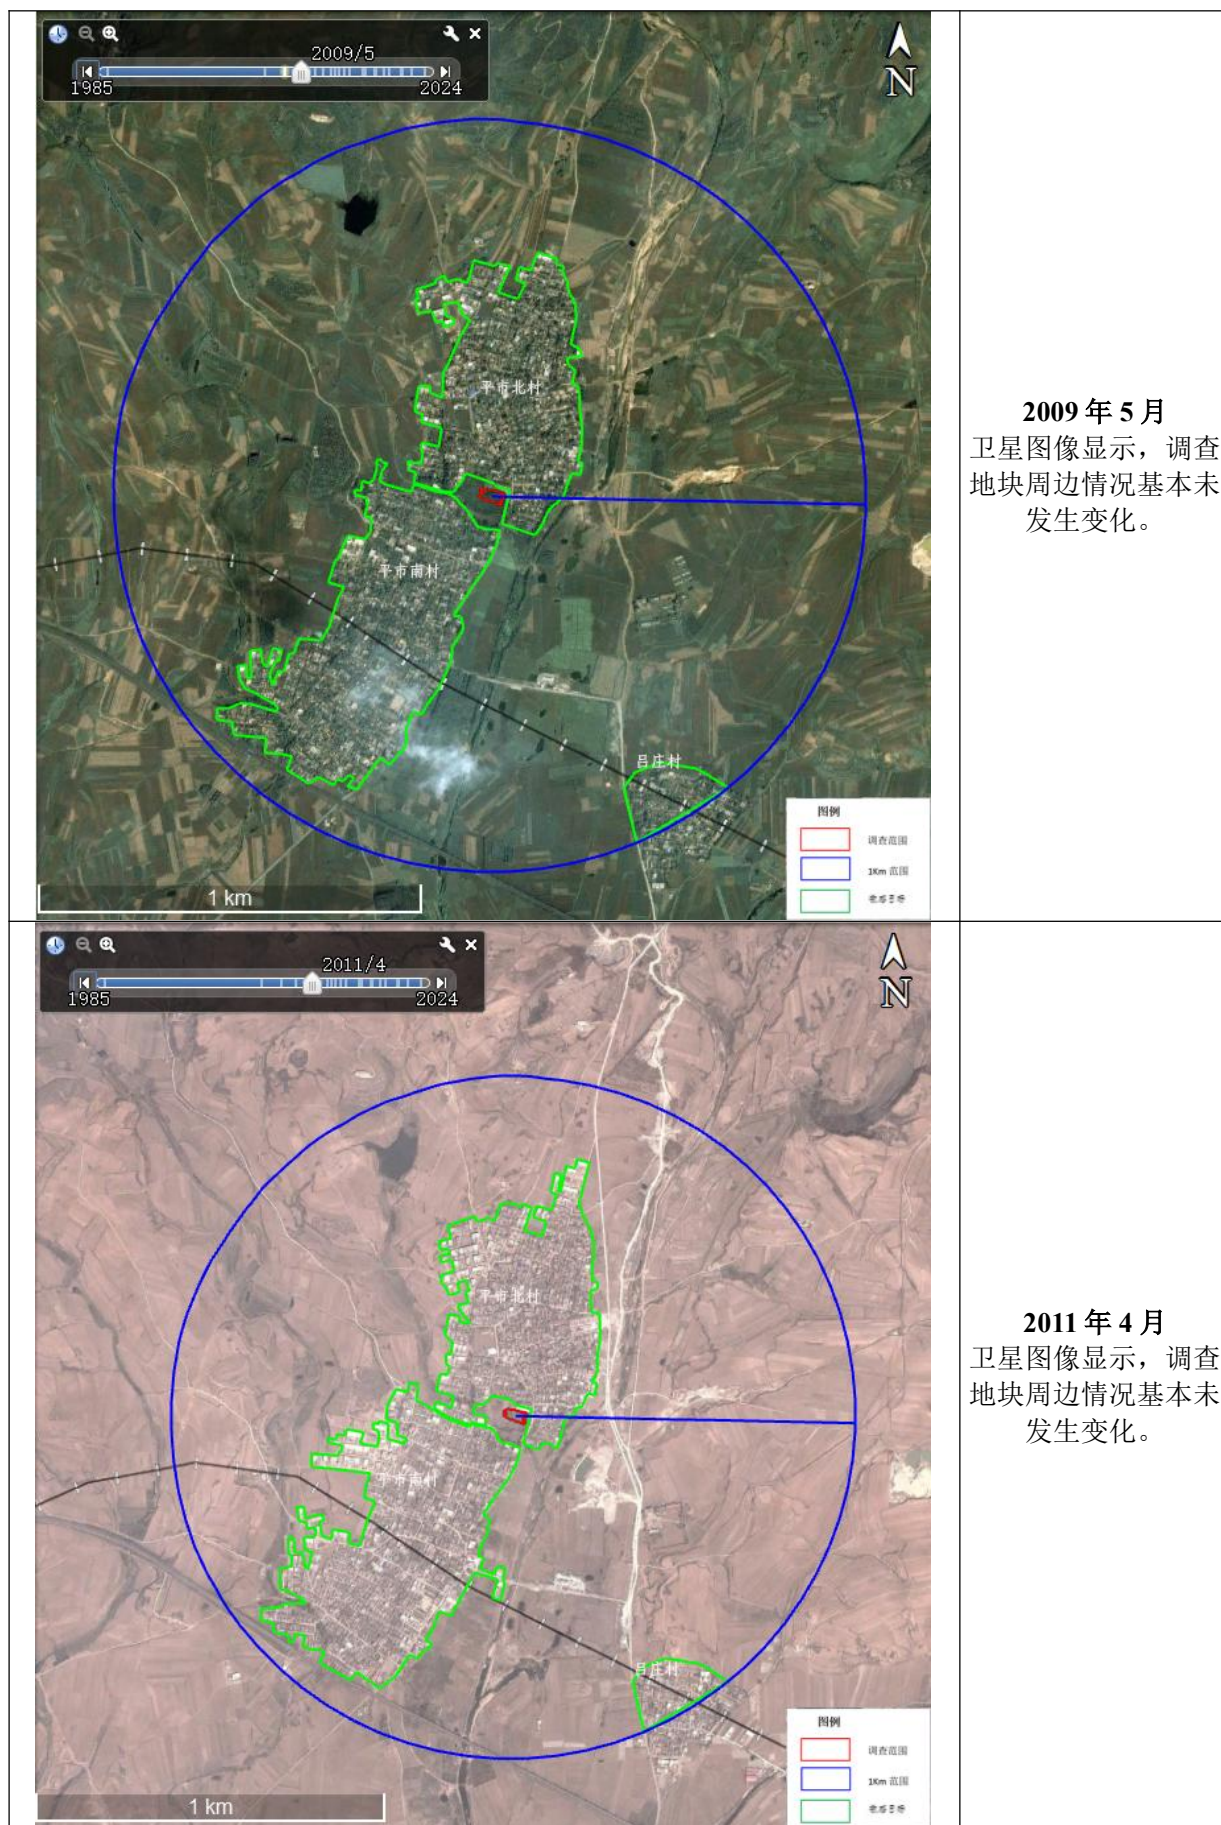 2009/5
1985
2024
N
平市北村
平市南村
吕庄村
图例
调查范围
1Km 范围
1 km
2009 年 5 月
卫星图像显示，调查
地块周边情况基本未
发生变化。
2011/4
1985
2024
N
平市北村
平市南村
吕庄村
图例
调查范围
1Km 范围
1 km
2011 年 4 月
卫星图像显示，调查
地块周边情况基本未
发生变化。